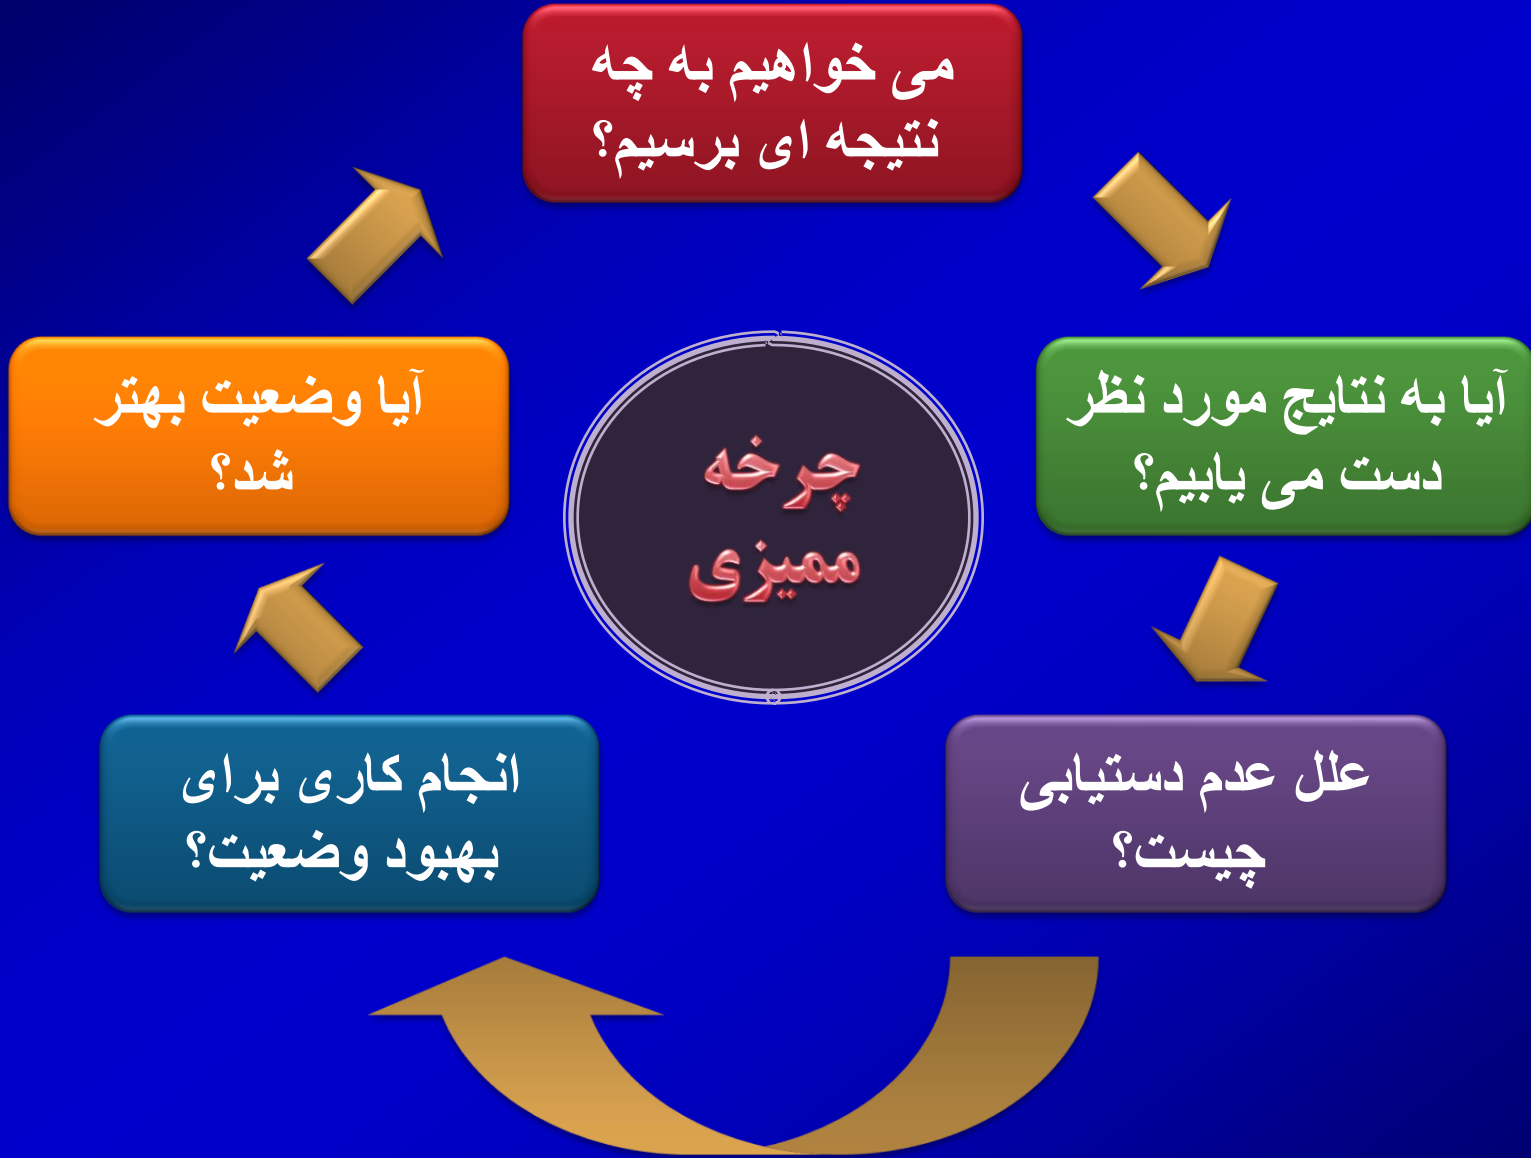 می خواهیم به چه
نتیجه ای برسیم؟
آیا به نتایج مورد نظر
دست می یابیم؟
علل عدم دستیابی
چیست؟
انجام کاری برای
بهبود وضعیت؟
آیا وضعیت بهتر
شد؟
چرخه
ممیزی